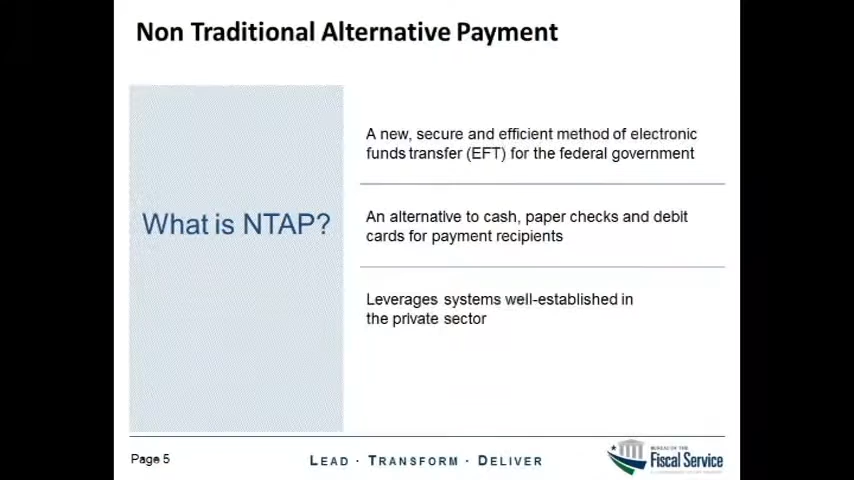 Non Traditional Alternative Payment
What is NTAP?
A new, secure and efficient method of electronic
funds transfer (EFT) for the federal government
An alternative to cash, paper checks and debit
cards for payment recipients
Leverages systems well-established in
the private sector
Page 5
LEAD · TRANSFORM · DELIVER
BUREAU OF THE
Fiscal Service